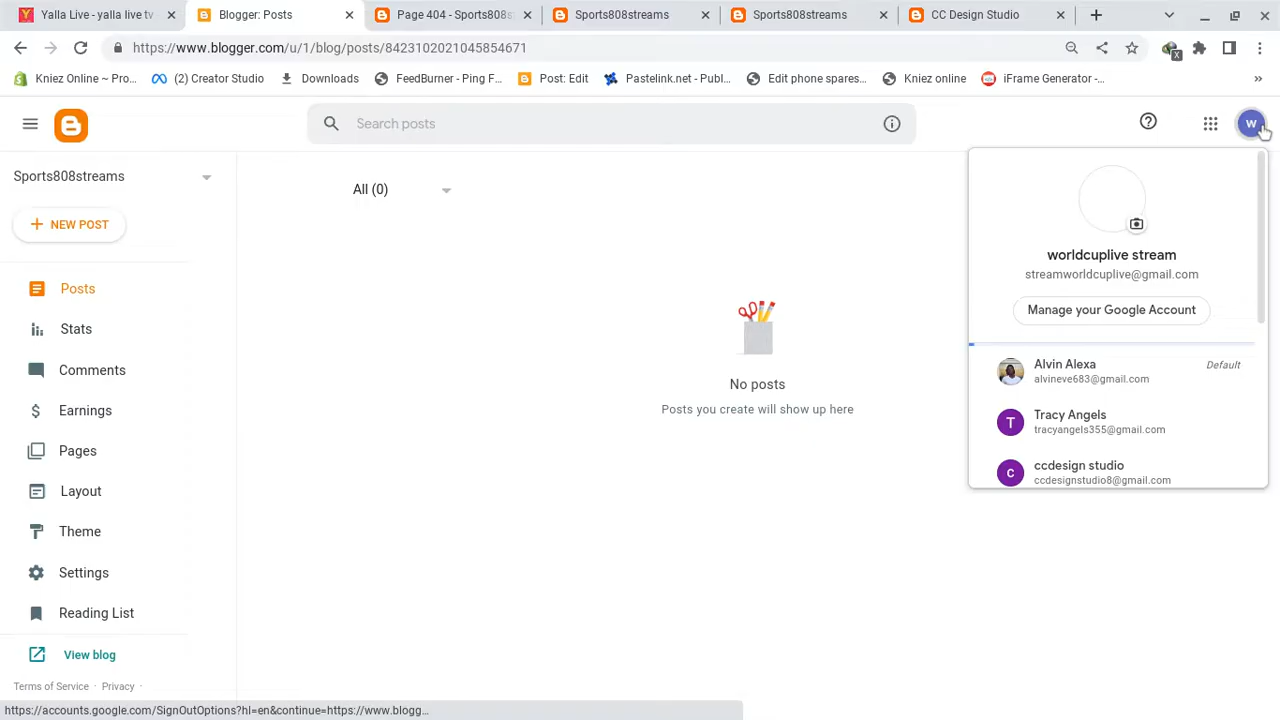 Yalla Live - yalla live tv
Blogger: Posts
Page 404 - Sports808s
Sports808streams
Sports808streams
CC Design Studio
https://www.blogger.com/u/1/blog/posts/8423102021045854671
X
Kniez Online ~ Pro...
(2) Creator Studio
Downloads
FeedBurner - Ping F...
Post: Edit
Pastelink.net - Publ...
Edit phone spares...
Kniez online
iFrame Generator -...
»
Search posts
W
Sports808streams
NEW POST
Posts
Stats
Comments
Earnings
Pages
Layout
Theme
Settings
Reading List
View blog
Terms of Service · Privacy ·
All (0)
No posts
Posts you create will show up here
worldcuplive stream
streamworldcuplive@gmail.com
Manage your Google Account
Alvin Alexa
Default
alvineve683@gmail.com
T
Tracy Angels
tracyangels355@gmail.com
C
ccdesign studio
ccdesignstudio8@gmail.com
https://accounts.google.com/SignOutOptions?hl=en&continue=https://www.blogg...